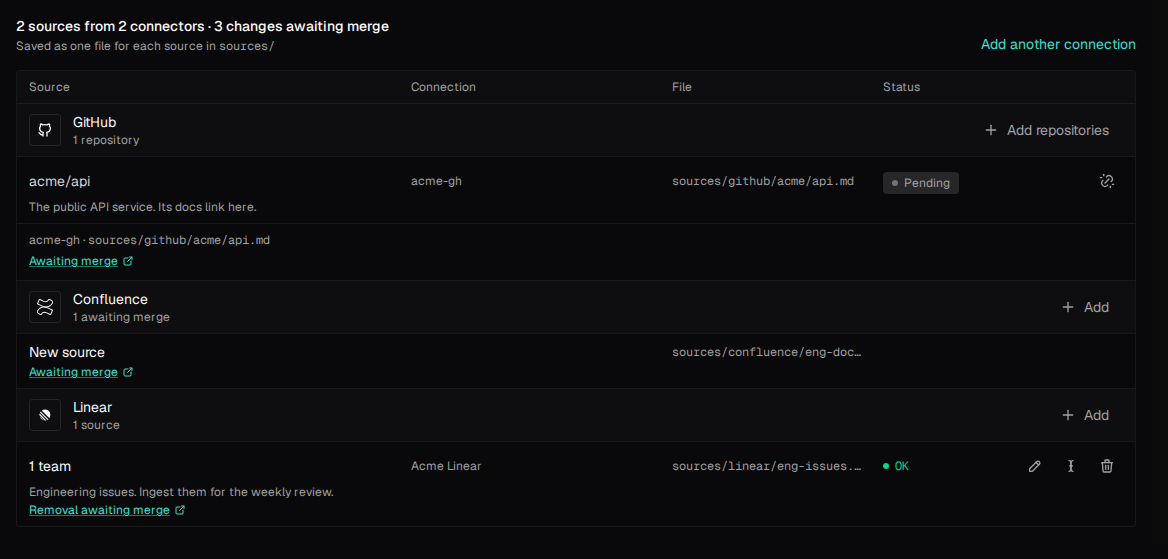 2 sources from 2 connectors · 3 changes awaiting merge
Saved as one file for each source in sources/
Add another connection
Source Connection File Status
GitHub
1 repository
+ Add repositories
acme/api acme-gh sources/github/acme/api.md Pending
The public API service. Its docs link here.
acme-gh · sources/github/acme/api.md
Awaiting merge
Confluence
1 awaiting merge
+ Add
New source sources/confluence/eng-doc…
Awaiting merge
Linear
1 source
+ Add
1 team Acme Linear sources/linear/eng-issues.… OK
Engineering issues. Ingest them for the weekly review.
Removal awaiting merge